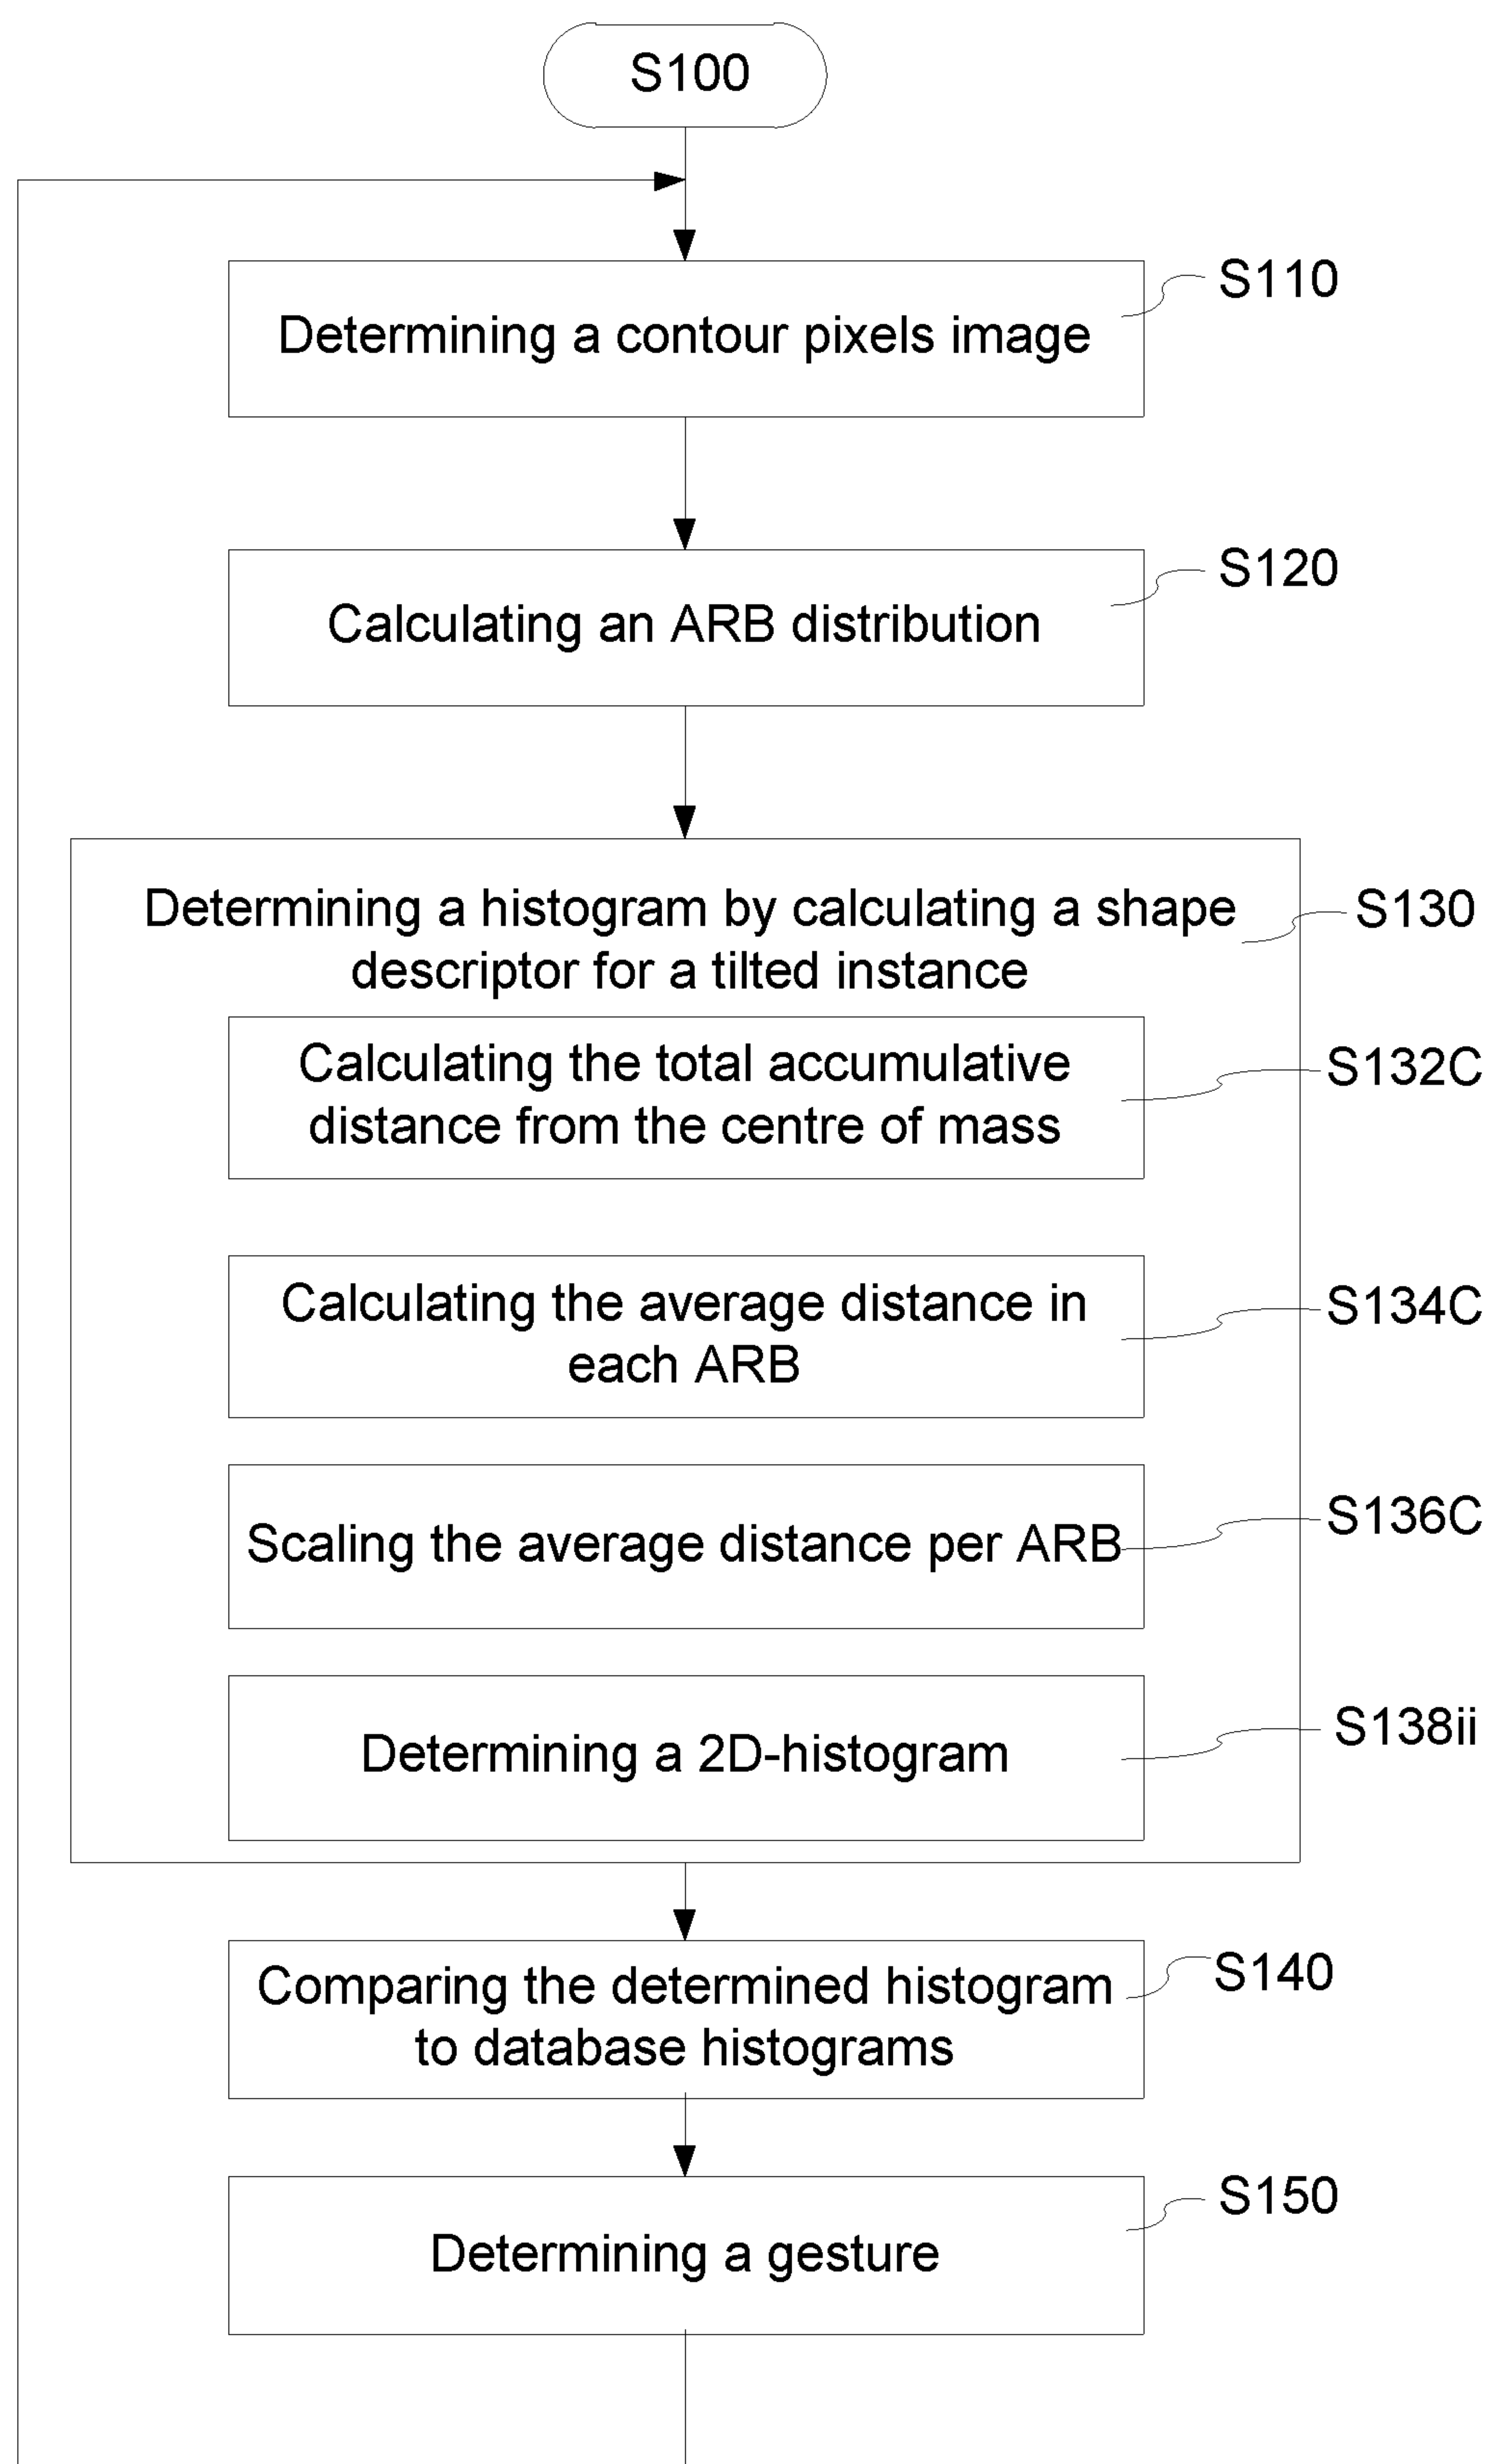 S100
Determining a contour pixels image
S110
Calculating an ARB distribution
S120
Determining a histogram by calculating a shape
descriptor for a tilted instance
S130
Calculating the total accumulative
distance from the centre of mass
S132C
Calculating the average distance in
each ARB
S134C
Scaling the average distance per ARB
S136C
Determining a 2D-histogram
S138ii
Comparing the determined histogram
to database histograms
S140
Determining a gesture
S150